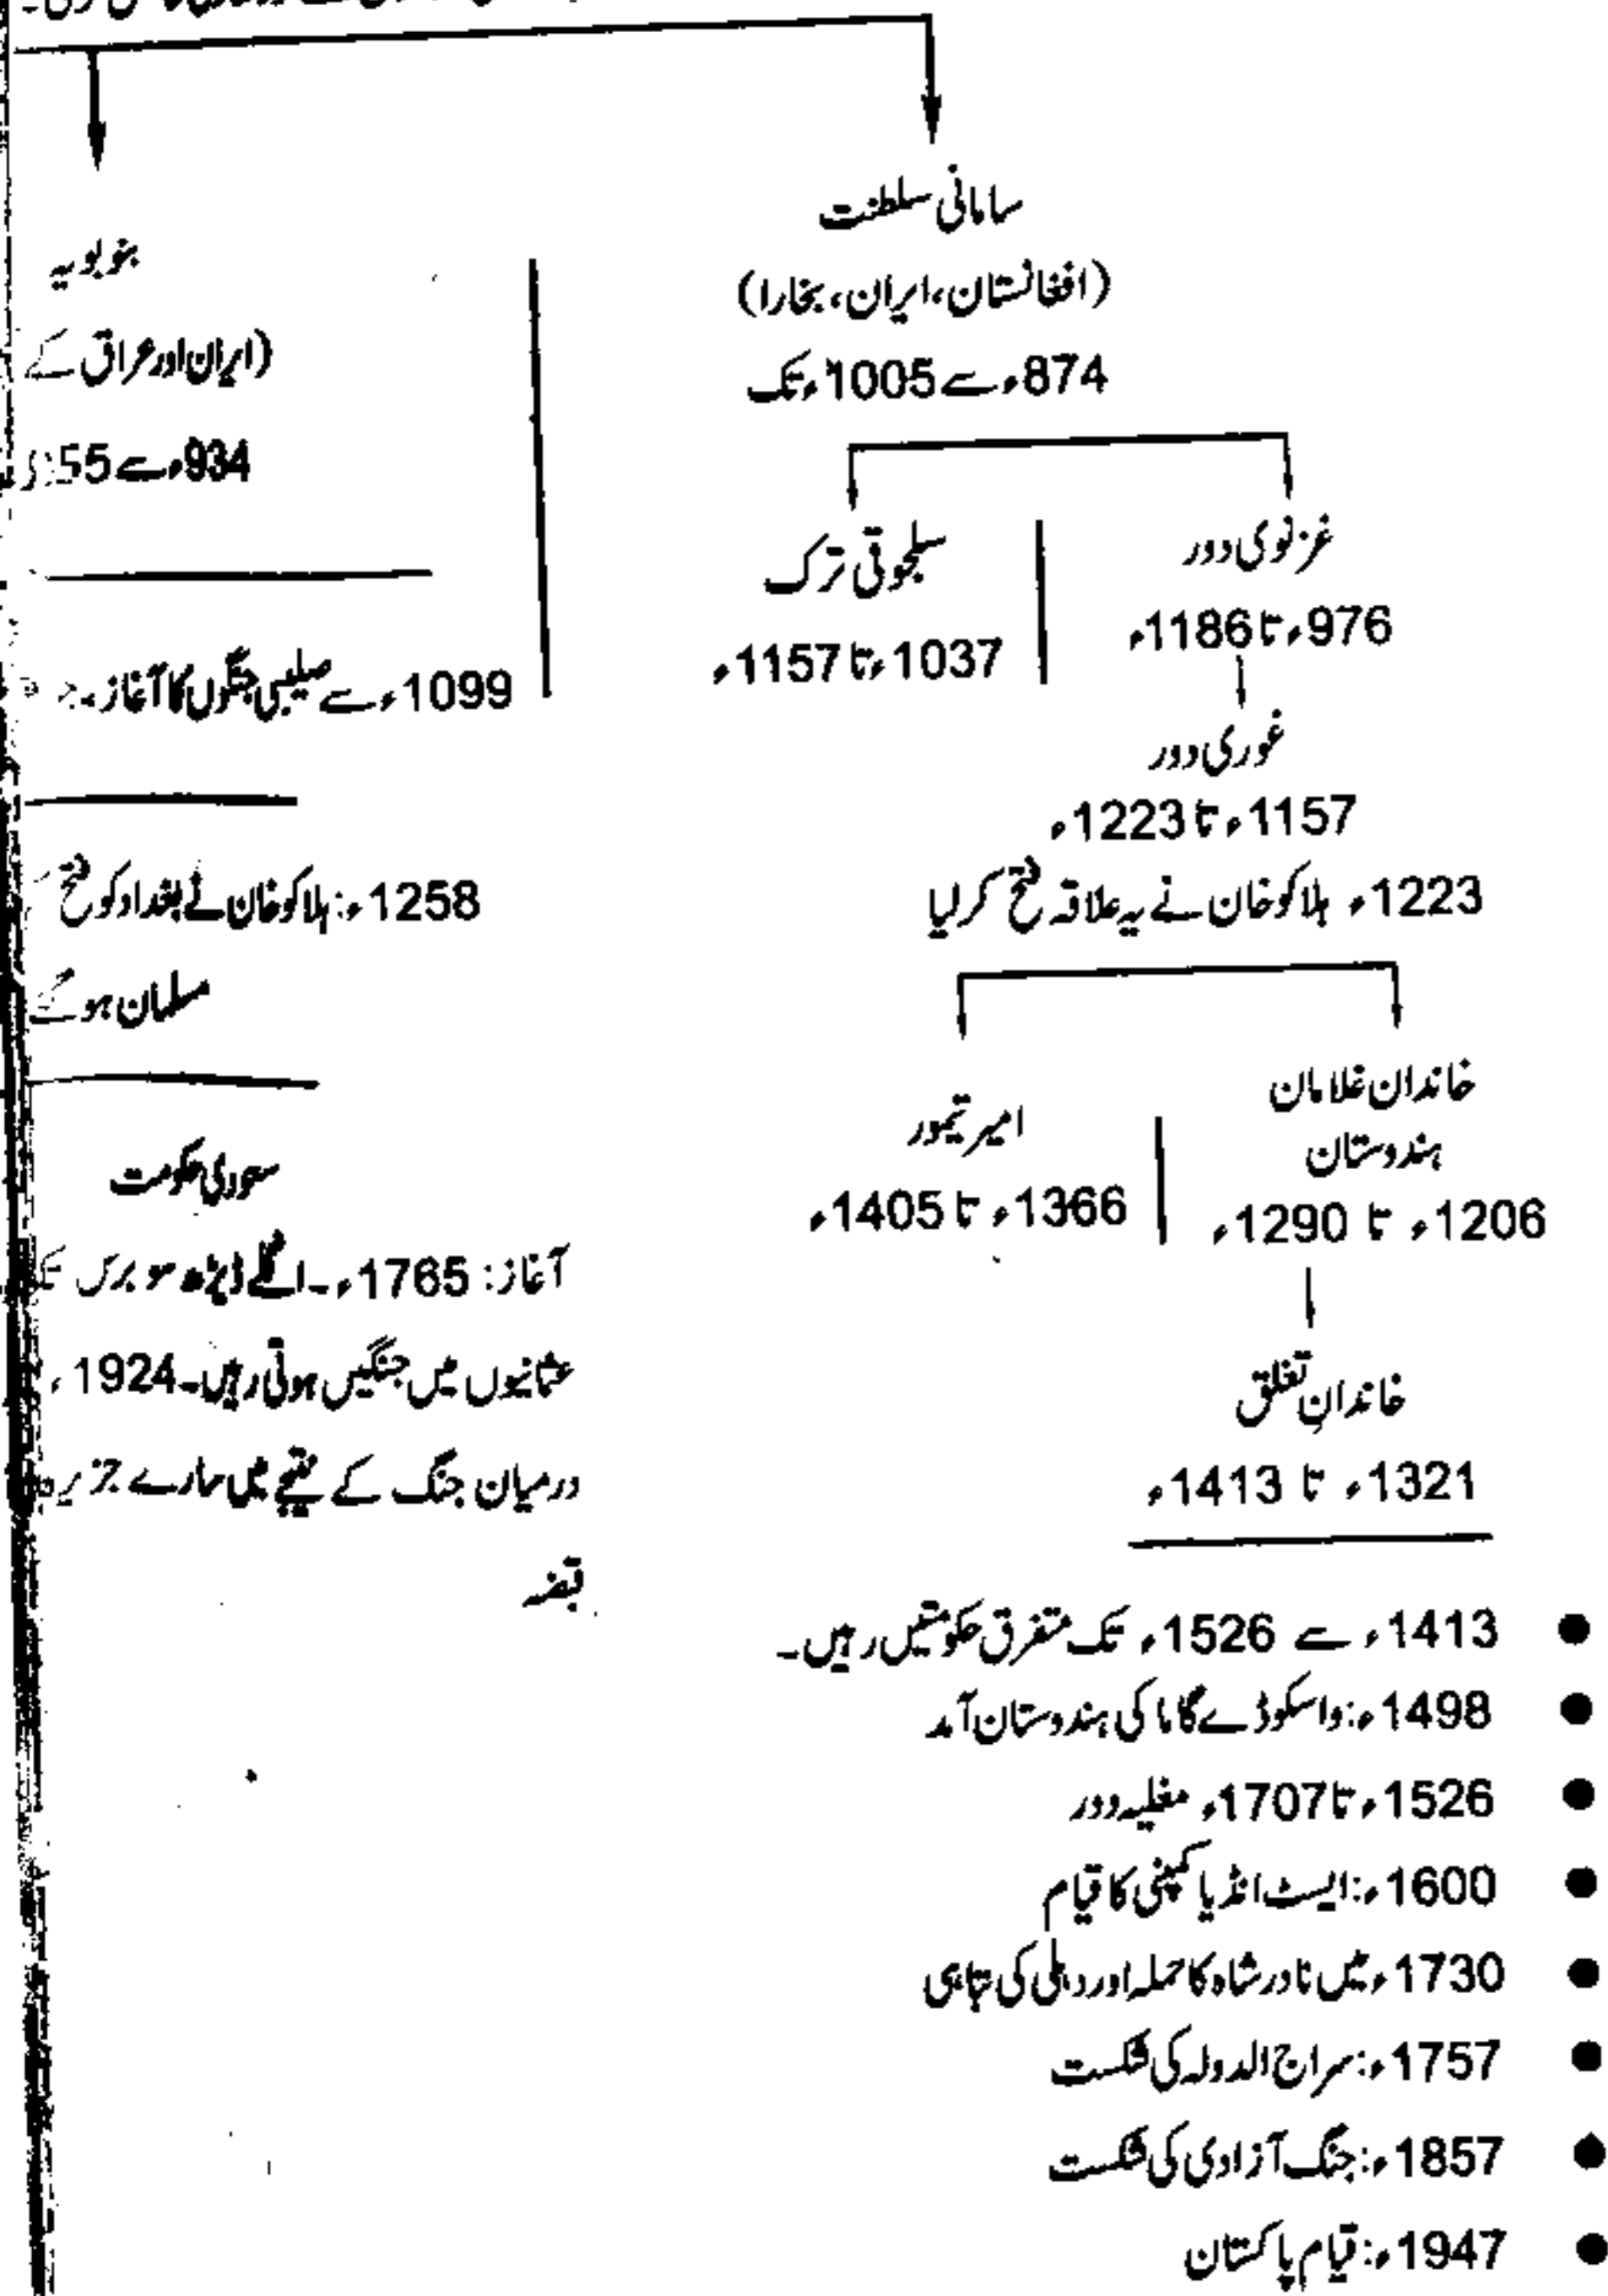 سامانی سلطنت
(افغانستان، ایران، بخارا)
874ء سے 1005ء تک
غزنوی دور
976ء تا 1186ء
سلجوقی ترک
1037ء تا 1157ء
غوری دور
1157ء تا 1223ء
1223ء ہلاکو خان نے یہ علاقہ فتح کر لیا
خاندان غلامان
ہندوستان
1206ء تا 1290ء
امیر تیمور
1366ء تا 1405ء
خاندانِ تغلق
1321ء تا 1413ء
● 1413ء سے 1526ء تک متفرق حکومتیں رہیں۔
● 1498ء: واسکوڈے گاما کی ہندوستان آمد
● 1526ء تا 1707ء مغلیہ دور
● 1600ء: ایسٹ انڈیا کمپنی کا قیام
● 1730ء میں نادر شاہ کا حملہ اور دہلی کی تباہی
● 1757ء: سراج الدولہ کی شکست
● 1857ء: جنگ آزادی کی شکست
● 1947ء: قیام پاکستان
بنو بویہ
(ایران اور عراق کے
934ء سے
1099ء سے صلیبی جنگوں کا آغاز
1258ء: ہلاکو خان نے بغداد کو فتح
مسلمان ہو گئے
سعودی حکومت
آغاز: 1765ء۔ اگلے ڈیڑھ سو برس تک
عثمانیوں میں جنگیں ہوتی رہیں۔ 1924ء
درمیان جنگ کے نتیجے میں سارے
قبضہ